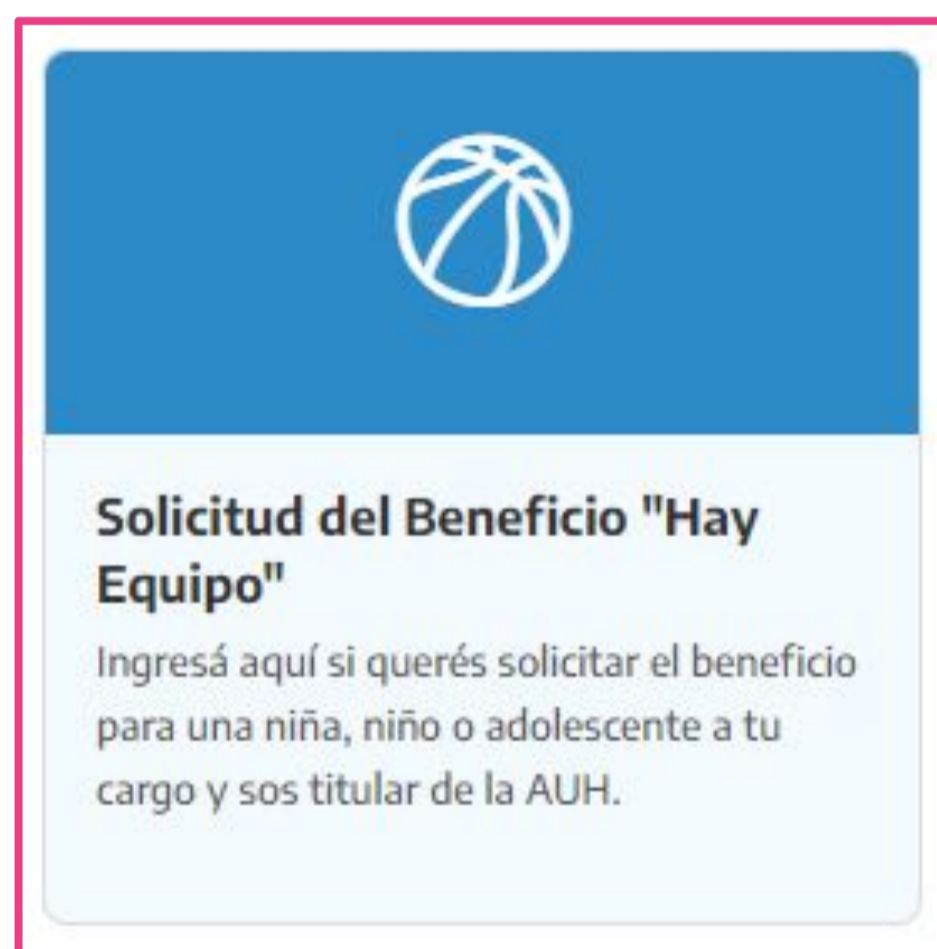 Solicitud del Beneficio "Hay
Equipo"
Ingresá aquí si querés solicitar el beneficio
para una niña, niño o adolescente a tu
cargo y sos titular de la AUH.